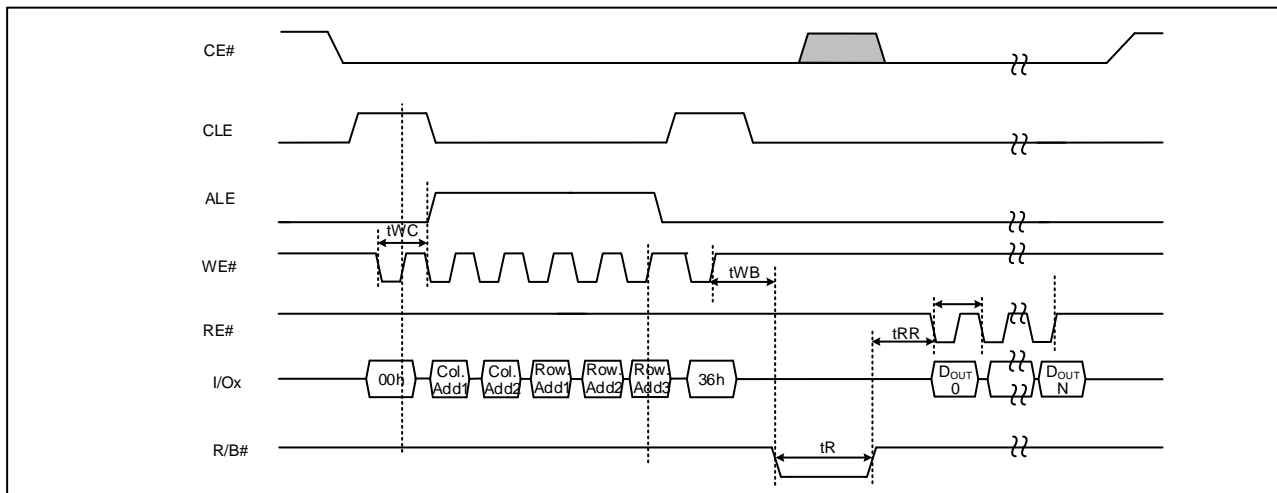 CE#
CLE
ALE
tWC
WE#
tWB
RE#
tRR
I/Ox
00h
Col.
Add1
Col.
Add2
Row.
Add1
Row.
Add2
Row.
Add3
36h
DOUT
0
DOUT
N
R/B#
tR